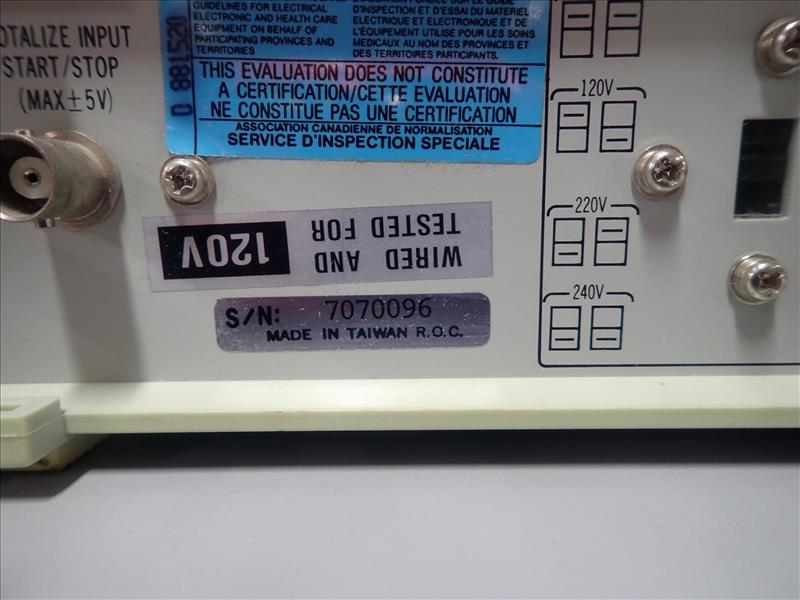 TOTALIZE INPUT
START/STOP
(MAX±5V)
D 881520
GUIDELINES FOR ELECTRICAL
ELECTRONIC AND HEALTH CARE
EQUIPMENT ON BEHALF OF
PARTICIPATING PROVINCES AND
TERRITORIES
D'INSPECTION ET D'ESSAI DU MATERIEL
ELECTRIQUE ET ELECTRONIQUE ET DE
L'EQUIPEMENT UTILISE POUR LES SOINS
MEDICAUX AU NOM DES PROVINCES ET
DES TERRITOIRES PARTICIPANTS.
THIS EVALUATION DOES NOT CONSTITUTE
A CERTIFICATION/CETTE EVALUATION
NE CONSTITUE PAS UNE CERTIFICATION
ASSOCIATION CANADIENNE DE NORMALISATION
SERVICE D'INSPECTION SPECIALE
120V
220V
240V
WIRED AND
TESTED FOR
120V
S/N: 7070096
MADE IN TAIWAN R.O.C.